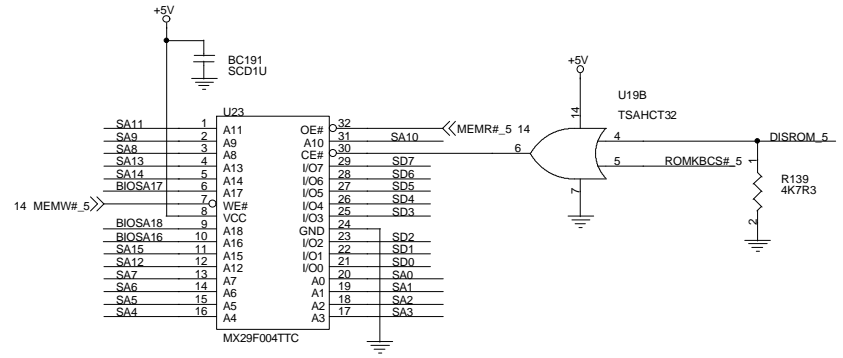 +5V
BC191
SCD1U
U23
SA11 1 A11 OE# 32 MEMR#_5 14
SA9 2 A9 A10 31 SA10
SA8 3 A8 CE# 30
SA13 4 A13 I/O7 29 SD7
SA14 5 A14 I/O6 28 SD6
BIOSA17 6 A17 I/O5 27 SD5
14 MEMW#_5 7 WE# I/O4 26 SD4
8 VCC I/O3 25 SD3
BIOSA18 9 A18 GND 24
BIOSA16 10 A16 I/O2 23 SD2
SA15 11 A15 I/O1 22 SD1
SA12 12 A12 I/O0 21 SD0
SA7 13 A7 A0 20 SA0
SA6 14 A6 A1 19 SA1
SA5 15 A5 A2 18 SA2
SA4 16 A4 A3 17 SA3
MX29F004TTC
+5V
U19B
TSAHCT32
14
4 DISROM_5
6
5 ROMKBCS#_5
7
1
R139
4K7R3
2